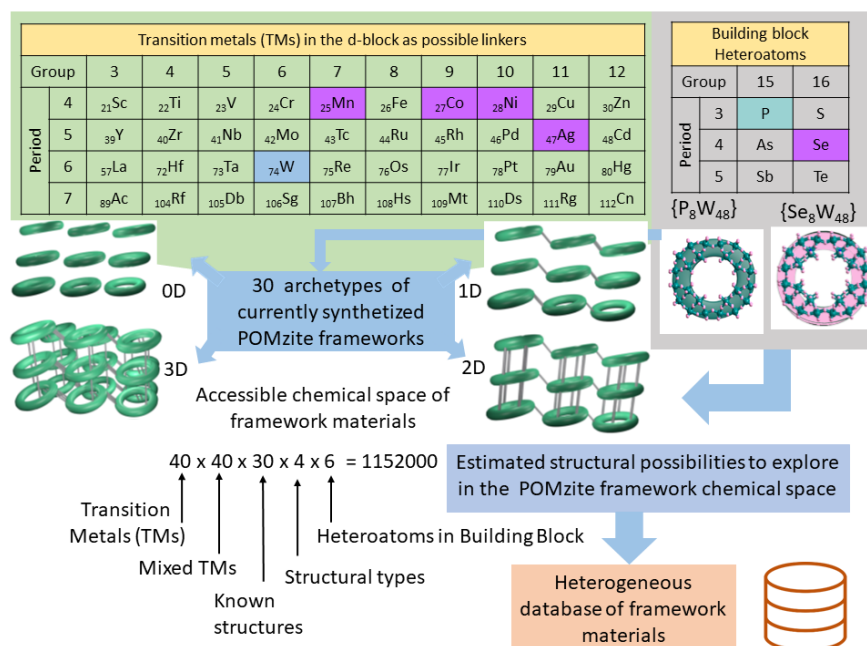 Transition metals (TMs) in the d-block as possible linkers
Group 3 4 5 6 7 8 9 10 11 12
Period
4 21Sc 22Ti 23V 24Cr 25Mn 26Fe 27Co 28Ni 29Cu 30Zn
5 39Y 40Zr 41Nb 42Mo 43Tc 44Ru 45Rh 46Pd 47Ag 48Cd
6 57La 72Hf 73Ta 74W 75Re 76Os 77Ir 78Pt 79Au 80Hg
7 89Ac 104Rf 105Db 106Sg 107Bh 108Hs 109Mt 110Ds 111Rg 112Cn
Building block
Heteroatoms
Group 15 16
Period
3 P S
4 As Se
5 Sb Te
{P8W48} {Se8W48}
0D
30 archetypes of
currently synthetized
POMzite frameworks
1D
3D
2D
Accessible chemical space of
framework materials
40 x 40 x 30 x 4 x 6 = 1152000
Transition
Metals (TMs)
Mixed TMs
Known
structures
Structural types
Heteroatoms in Building Block
Estimated structural possibilities to explore
in the POMzite framework chemical space
Heterogeneous
database of framework
materials